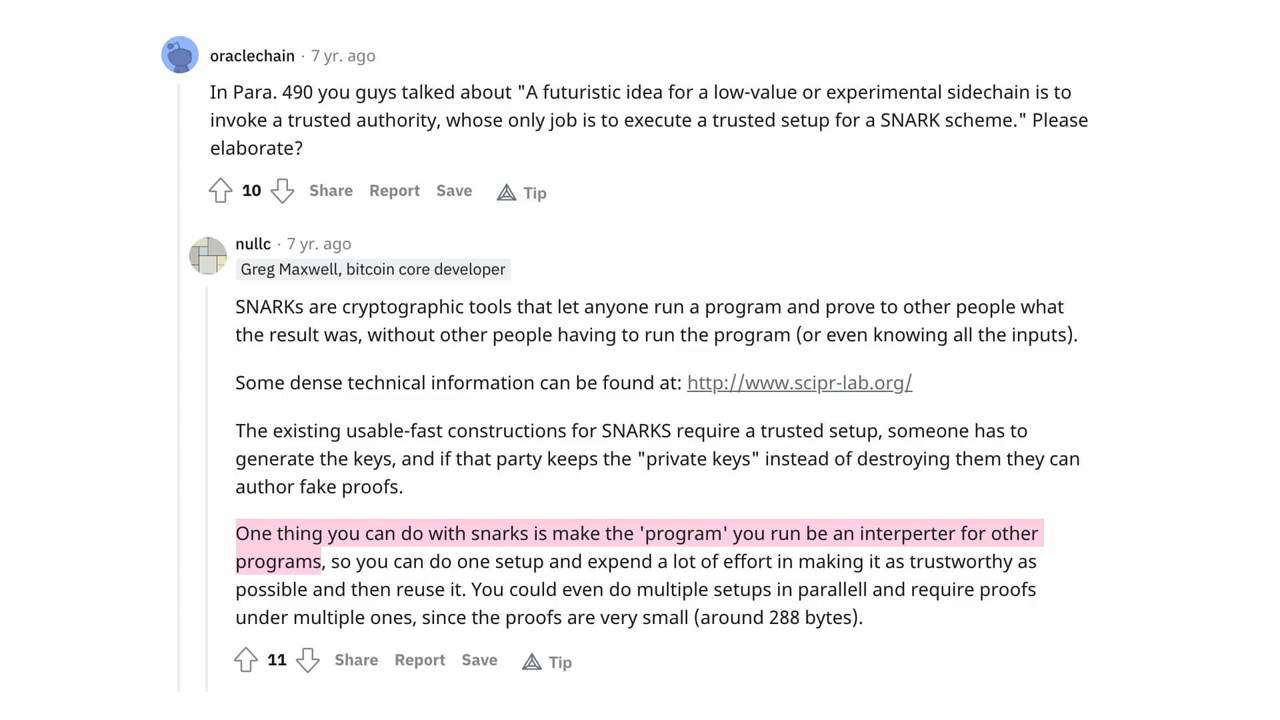 oraclechain · 7 yr. ago
In Para. 490 you guys talked about "A futuristic idea for a low-value or experimental sidechain is to
invoke a trusted authority, whose only job is to execute a trusted setup for a SNARK scheme." Please
elaborate?
10 Share Report Save Tip
nullc · 7 yr. ago
Greg Maxwell, bitcoin core developer
SNARKs are cryptographic tools that let anyone run a program and prove to other people what
the result was, without other people having to run the program (or even knowing all the inputs).
Some dense technical information can be found at: http://www.scipr-lab.org/
The existing usable-fast constructions for SNARKS require a trusted setup, someone has to
generate the keys, and if that party keeps the "private keys" instead of destroying them they can
author fake proofs.
One thing you can do with snarks is make the 'program' you run be an interperter for other
programs, so you can do one setup and expend a lot of effort in making it as trustworthy as
possible and then reuse it. You could even do multiple setups in parallell and require proofs
under multiple ones, since the proofs are very small (around 288 bytes).
11 Share Report Save Tip